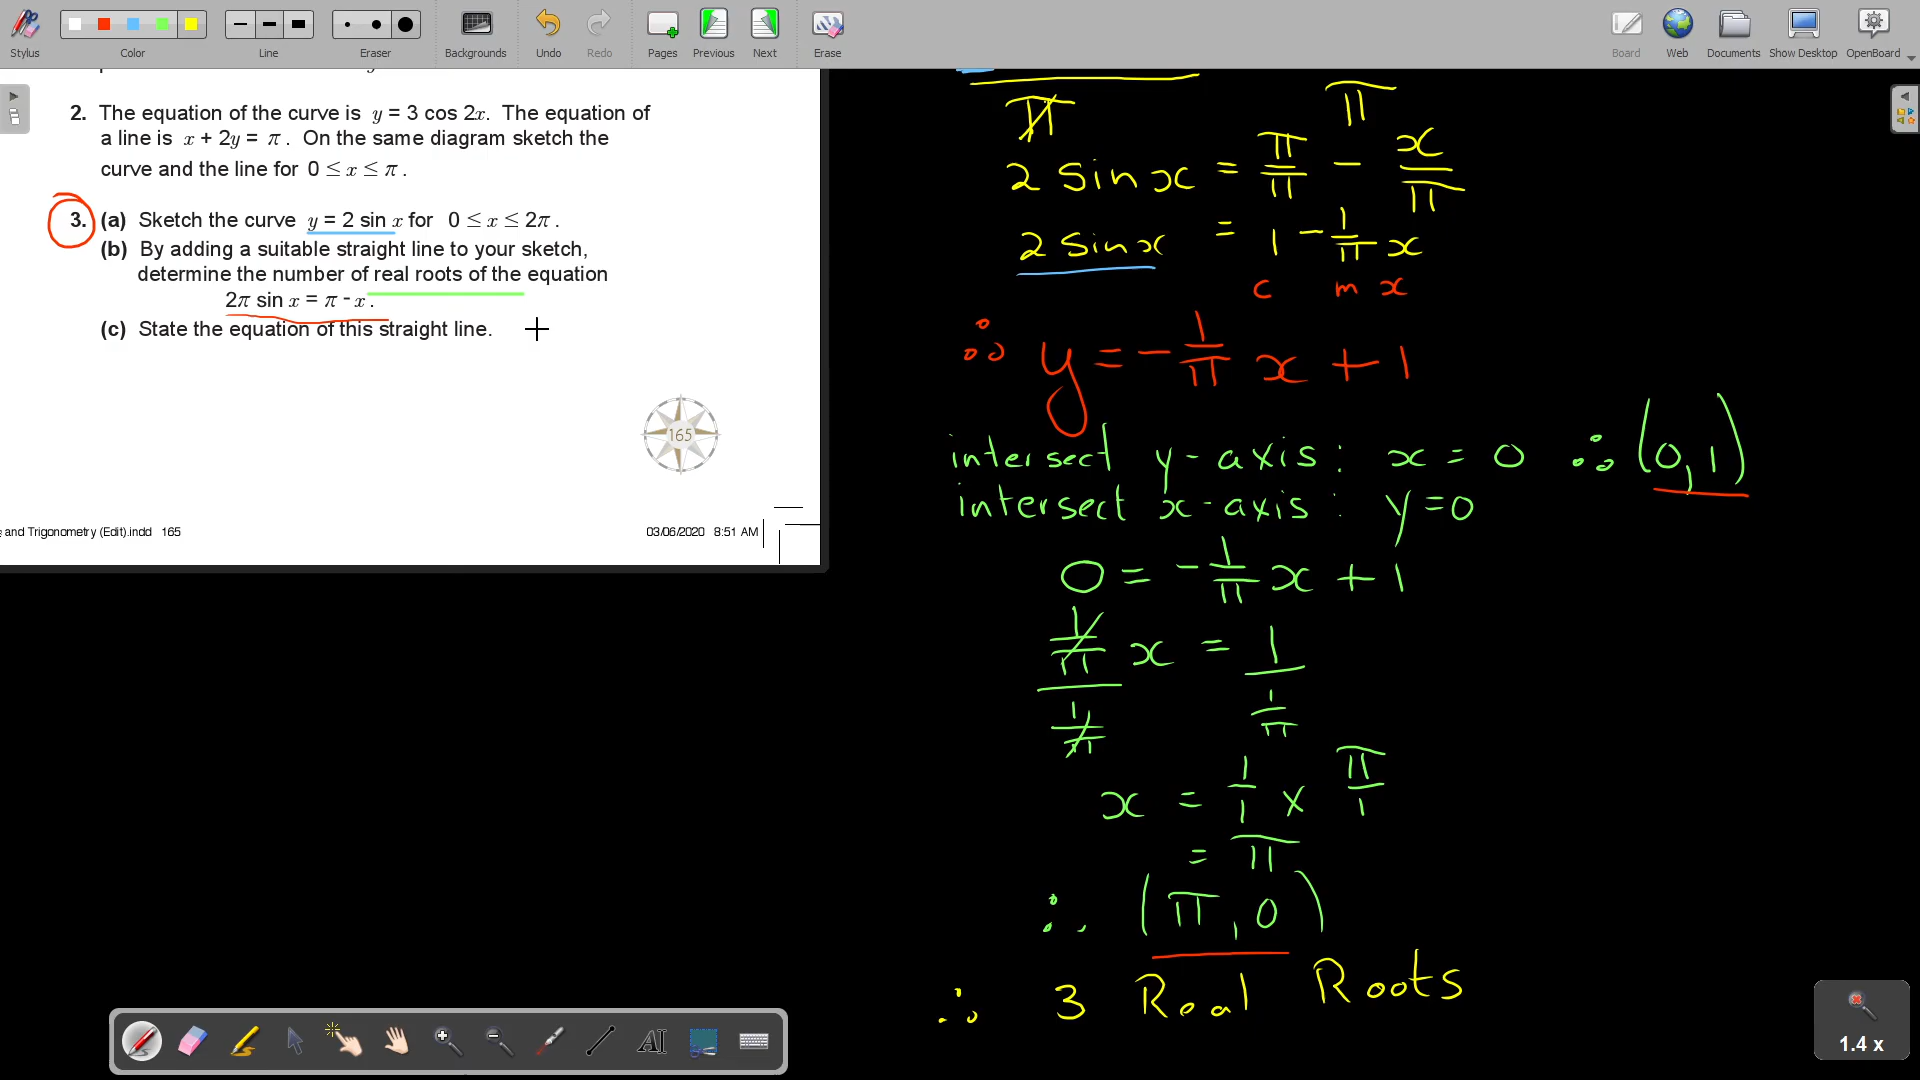 Stylus
Color
Line
Eraser
Backgrounds
Undo
Redo
Pages
Previous
Next
Erase
Board
Web
Documents
Show Desktop
OpenBoard
2. The equation of the curve is y = 3 cos 2x. The equation of
a line is x + 2y = π . On the same diagram sketch the
curve and the line for 0 ≤ x ≤ π .
3. (a) Sketch the curve y = 2 sin x for 0 ≤ x ≤ 2π .
(b) By adding a suitable straight line to your sketch,
determine the number of real roots of the equation
2π sin x = π - x .
(c) State the equation of this straight line.
165
and Trigonometry (Edit).indd 165
03/06/2020 8:51 AM
π π
2 sin x = π/π - x/π
2 sin x = 1 - 1/π x
c m x
∴ y = - 1/π x + 1
intersect y-axis: x = 0 ∴ (0,1)
intersect x-axis: y = 0
0 = - 1/π x + 1
1/π x = 1
1/π 1/π
x = 1/1 x π/1
= π
∴ (π, 0)
∴ 3 Real Roots
1.4 x